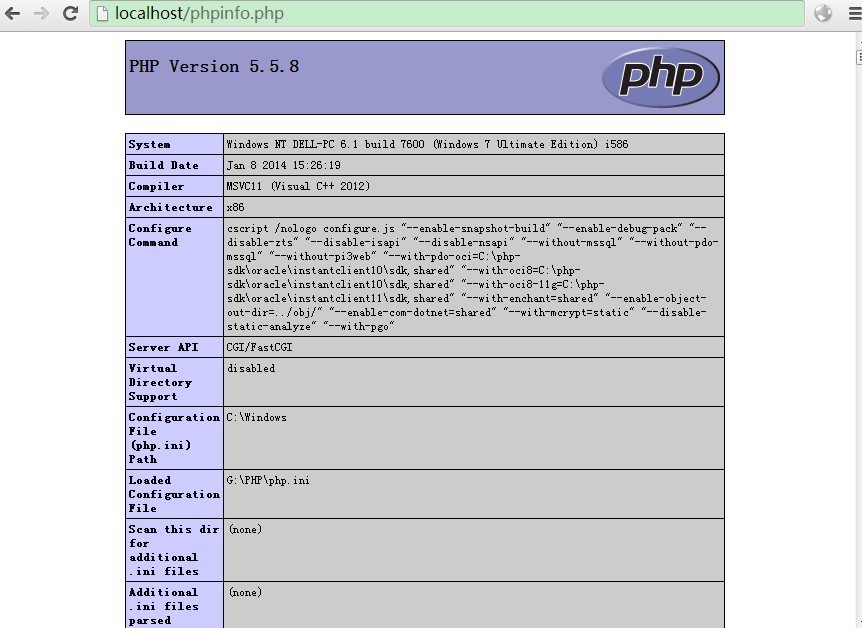 localhost/phpinfo.php
PHP Version 5.5.8
php
System
Windows NT DELL-PC 6.1 build 7600 (Windows 7 Ultimate Edition) i586
Build Date
Jan 8 2014 15:26:19
Compiler
MSVC11 (Visual C++ 2012)
Architecture
x86
Configure
Command
cscript /nologo configure.js "--enable-snapshot-build" "--enable-debug-pack" "--
disable-zts" "--disable-isapi" "--disable-nsapi" "--without-mssql" "--without-pdo-
mssql" "--without-pi3web" "--with-pdo-oci=C:\php-
sdk\oracle\instantclient10\sdk,shared" "--with-oci8=C:\php-
sdk\oracle\instantclient10\sdk,shared" "--with-oci8-11g=C:\php-
sdk\oracle\instantclient11\sdk,shared" "--with-enchant=shared" "--enable-object-
out-dir=../obj/" "--enable-com-dotnet=shared" "--with-mcrypt=static" "--disable-
static-analyze" "--with-pgo"
Server API
CGI/FastCGI
Virtual
Directory
Support
disabled
Configuration
File
(php.ini)
Path
C:\Windows
Loaded
Configuration
File
G:\PHP\php.ini
Scan this dir
for
additional
.ini files
(none)
Additional
.ini files
parsed
(none)